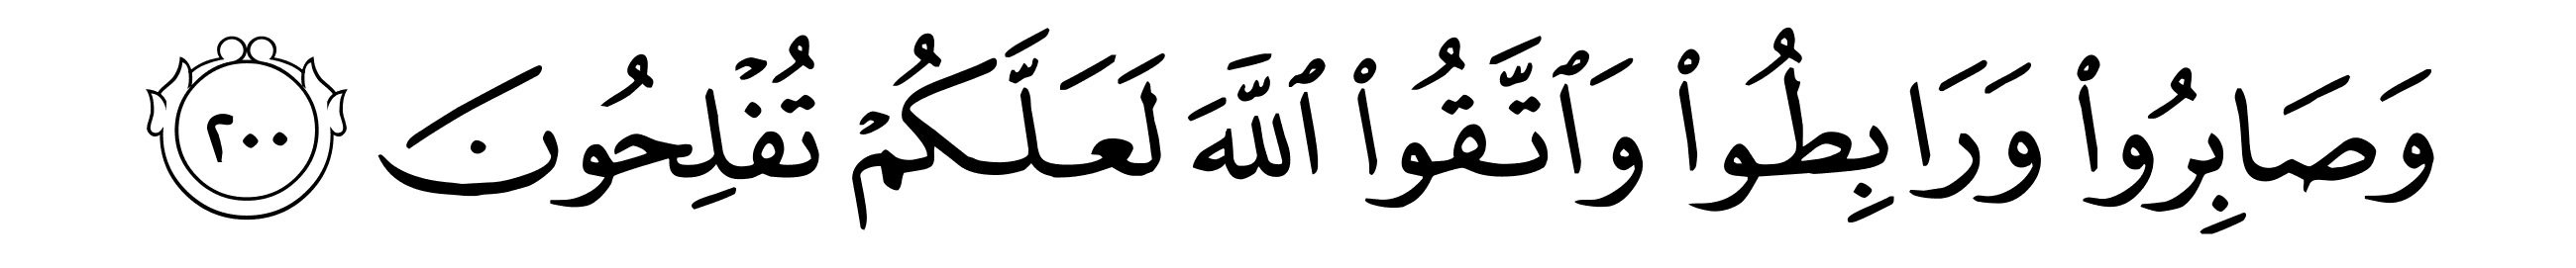 وَصَابِرُوا۟ وَرَابِطُوا۟ وَٱتَّقُوا۟ ٱللَّهَ لَعَلَّكُمْ تُفْلِحُونَ ٢٠٠